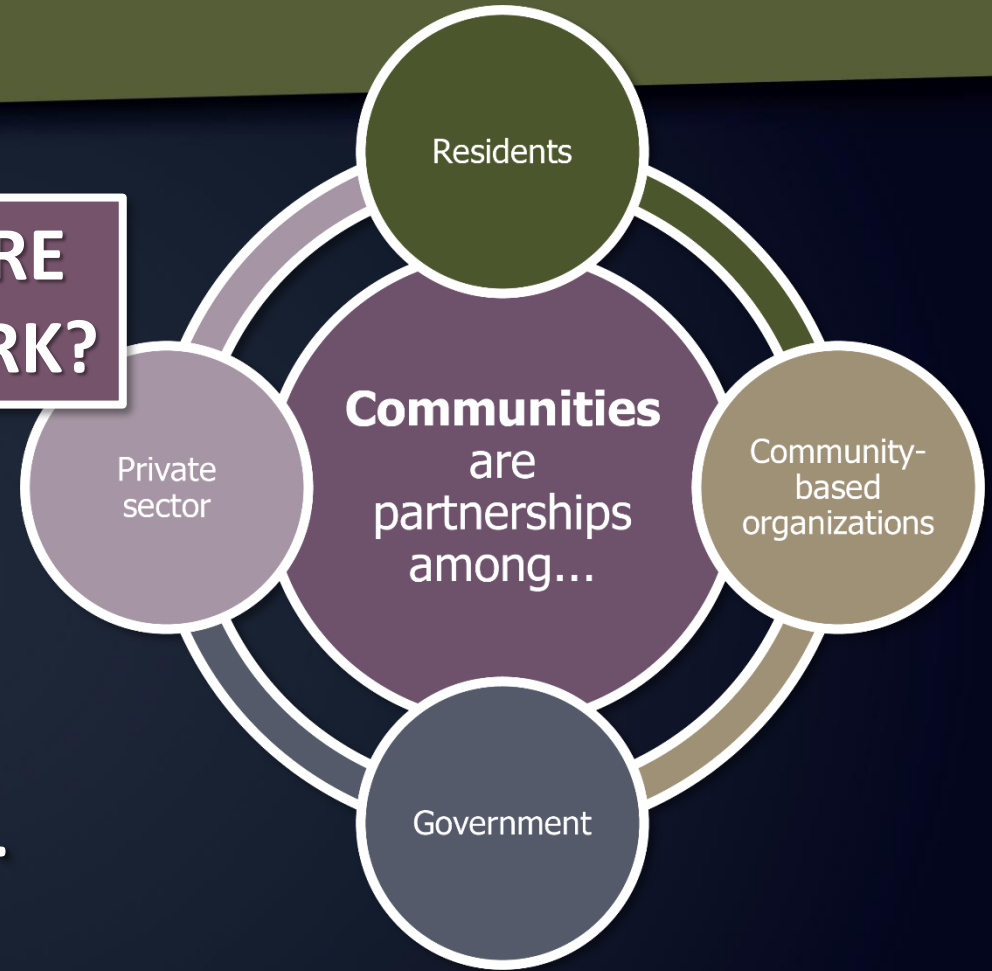 Residents
RE
RK?
Communities
are
partnerships
among...
Private
sector
Community-
based
organizations
Government
.